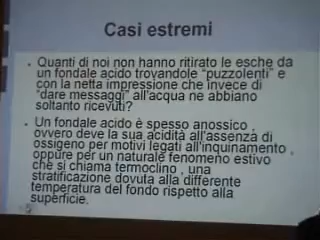 Casi estremi
. Quanti di noi non hanno ritirato le esche da
un fondale acido trovandole "puzzolenti" e
con la netta impressione che invece di
"dare messaggi" all'acqua ne abbiano
soltanto ricevuti?
. Un fondale acido è spesso anossico ,
ovvero deve la sua acidità all'assenza di
ossigeno per motivi legati all'inquinamento ,
oppure per un naturale fenomeno estivo
che si chiama termoclino , una
stratificazione dovuta alla differente
temperatura del fondo rispetto alla
superficie.